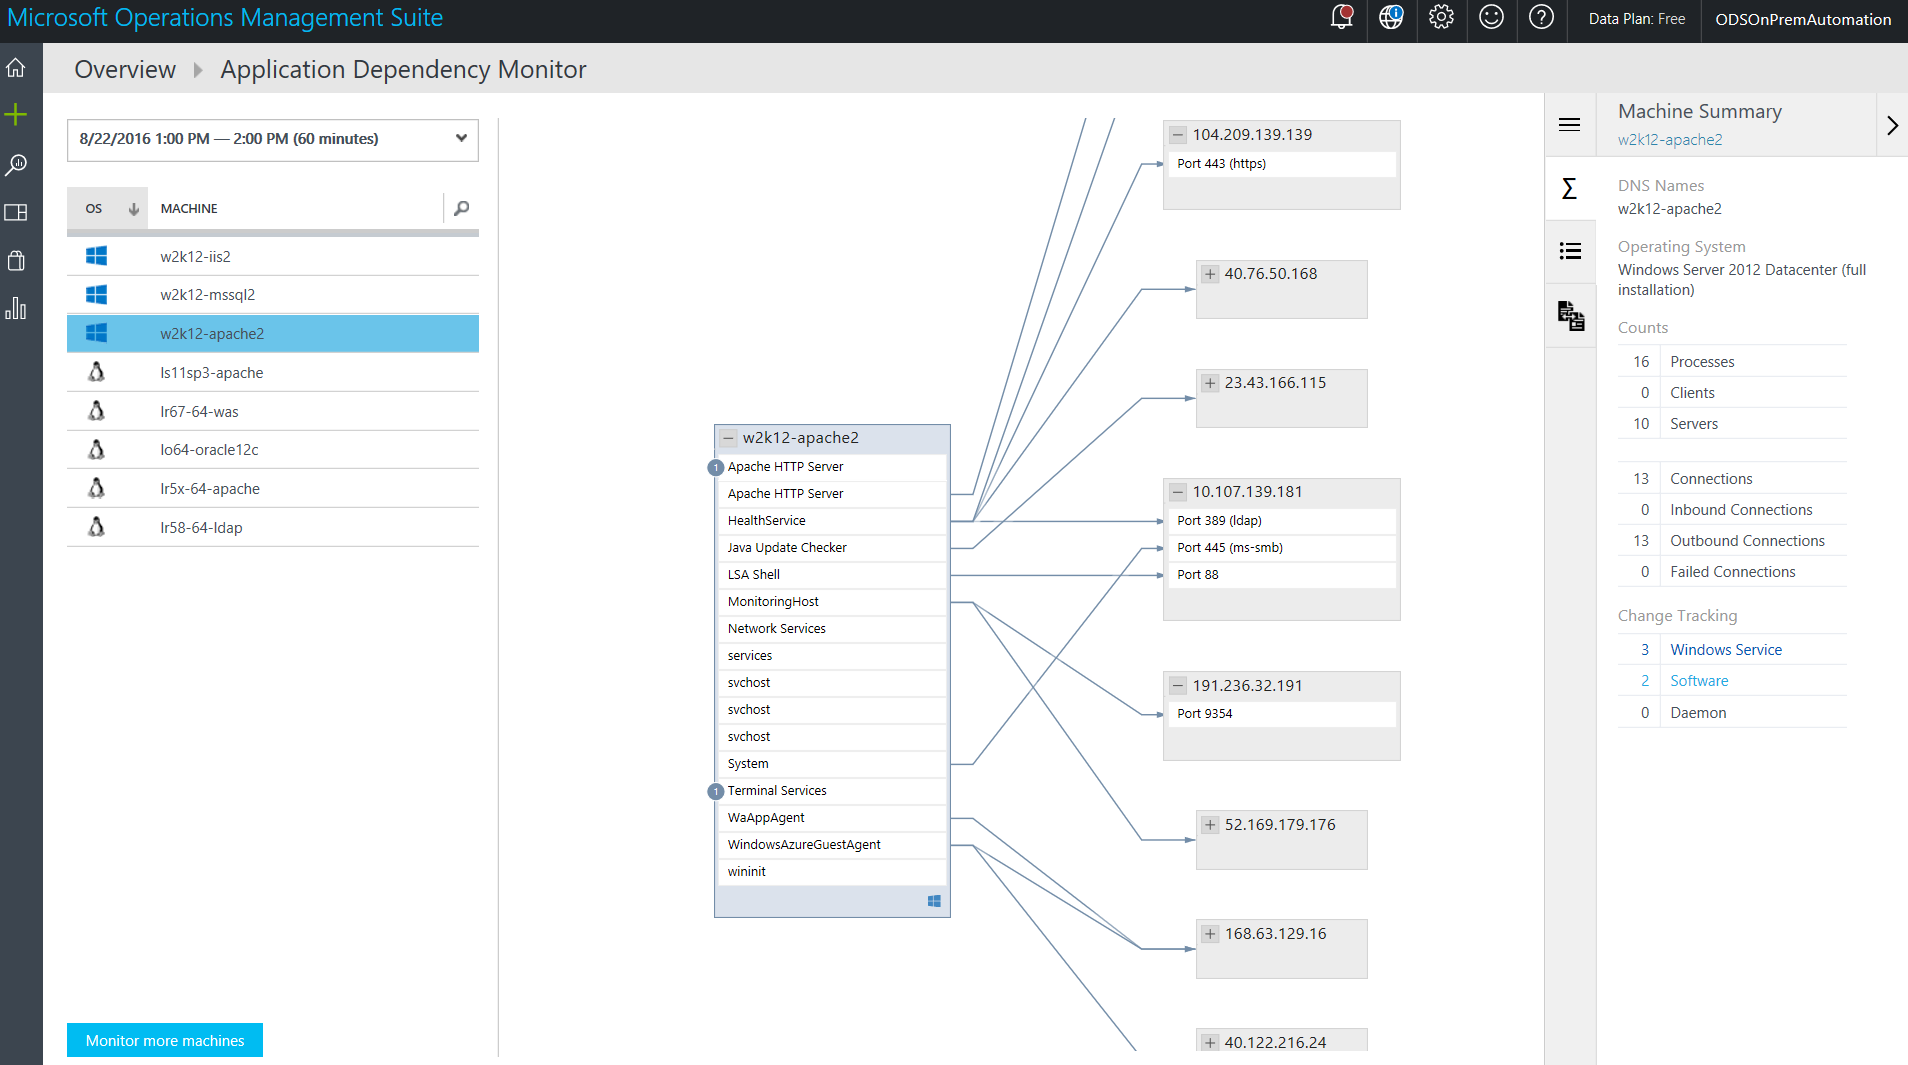 Microsoft Operations Management Suite
Data Plan: Free
ODSOnPremAutomation
Overview
Application Dependency Monitor
8/22/2016 1:00 PM — 2:00 PM (60 minutes)
OS
MACHINE
w2k12-iis2
w2k12-mssql2
w2k12-apache2
ls11sp3-apache
lr67-64-was
lo64-oracle12c
lr5x-64-apache
lr58-64-ldap
Monitor more machines
w2k12-apache2
1 Apache HTTP Server
Apache HTTP Server
HealthService
Java Update Checker
LSA Shell
MonitoringHost
Network Services
services
svchost
svchost
svchost
System
1 Terminal Services
WaAppAgent
WindowsAzureGuestAgent
wininit
104.209.139.139
Port 443 (https)
40.76.50.168
23.43.166.115
10.107.139.181
Port 389 (ldap)
Port 445 (ms-smb)
Port 88
191.236.32.191
Port 9354
52.169.179.176
168.63.129.16
40.122.216.24
Machine Summary
w2k12-apache2
DNS Names
w2k12-apache2
Operating System
Windows Server 2012 Datacenter (full
installation)
Counts
16 Processes
0 Clients
10 Servers
13 Connections
0 Inbound Connections
13 Outbound Connections
0 Failed Connections
Change Tracking
3 Windows Service
2 Software
0 Daemon